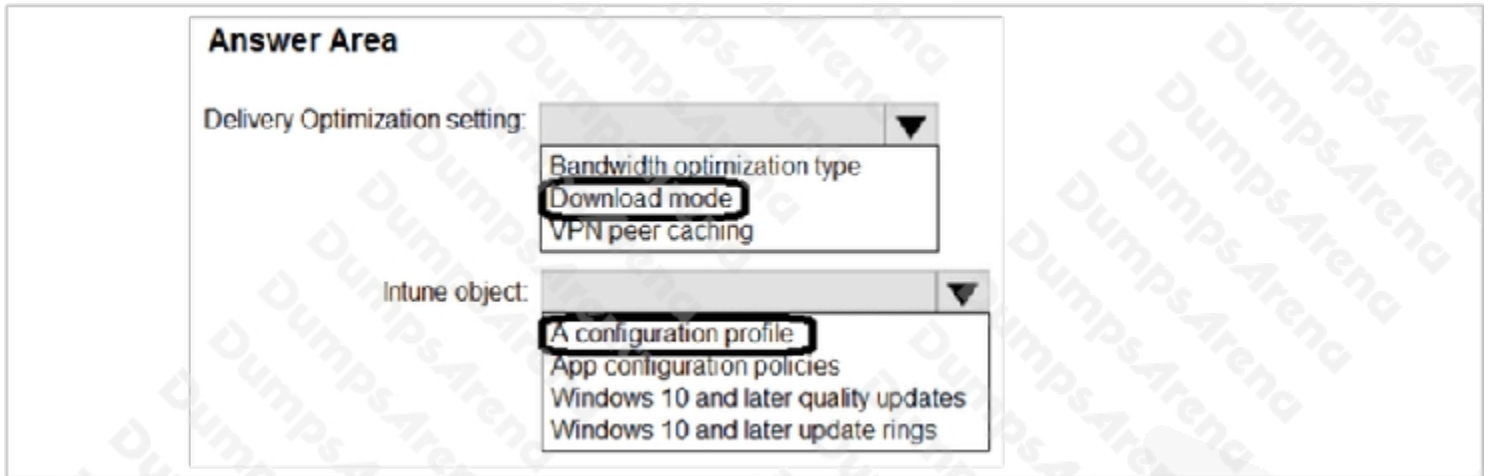 Answer Area
Delivery Optimization setting:
Bandwidth optimization type
Download mode
VPN peer caching
Intune object:
A configuration profile
App configuration policies
Windows 10 and later quality updates
Windows 10 and later update rings
DumpsArena